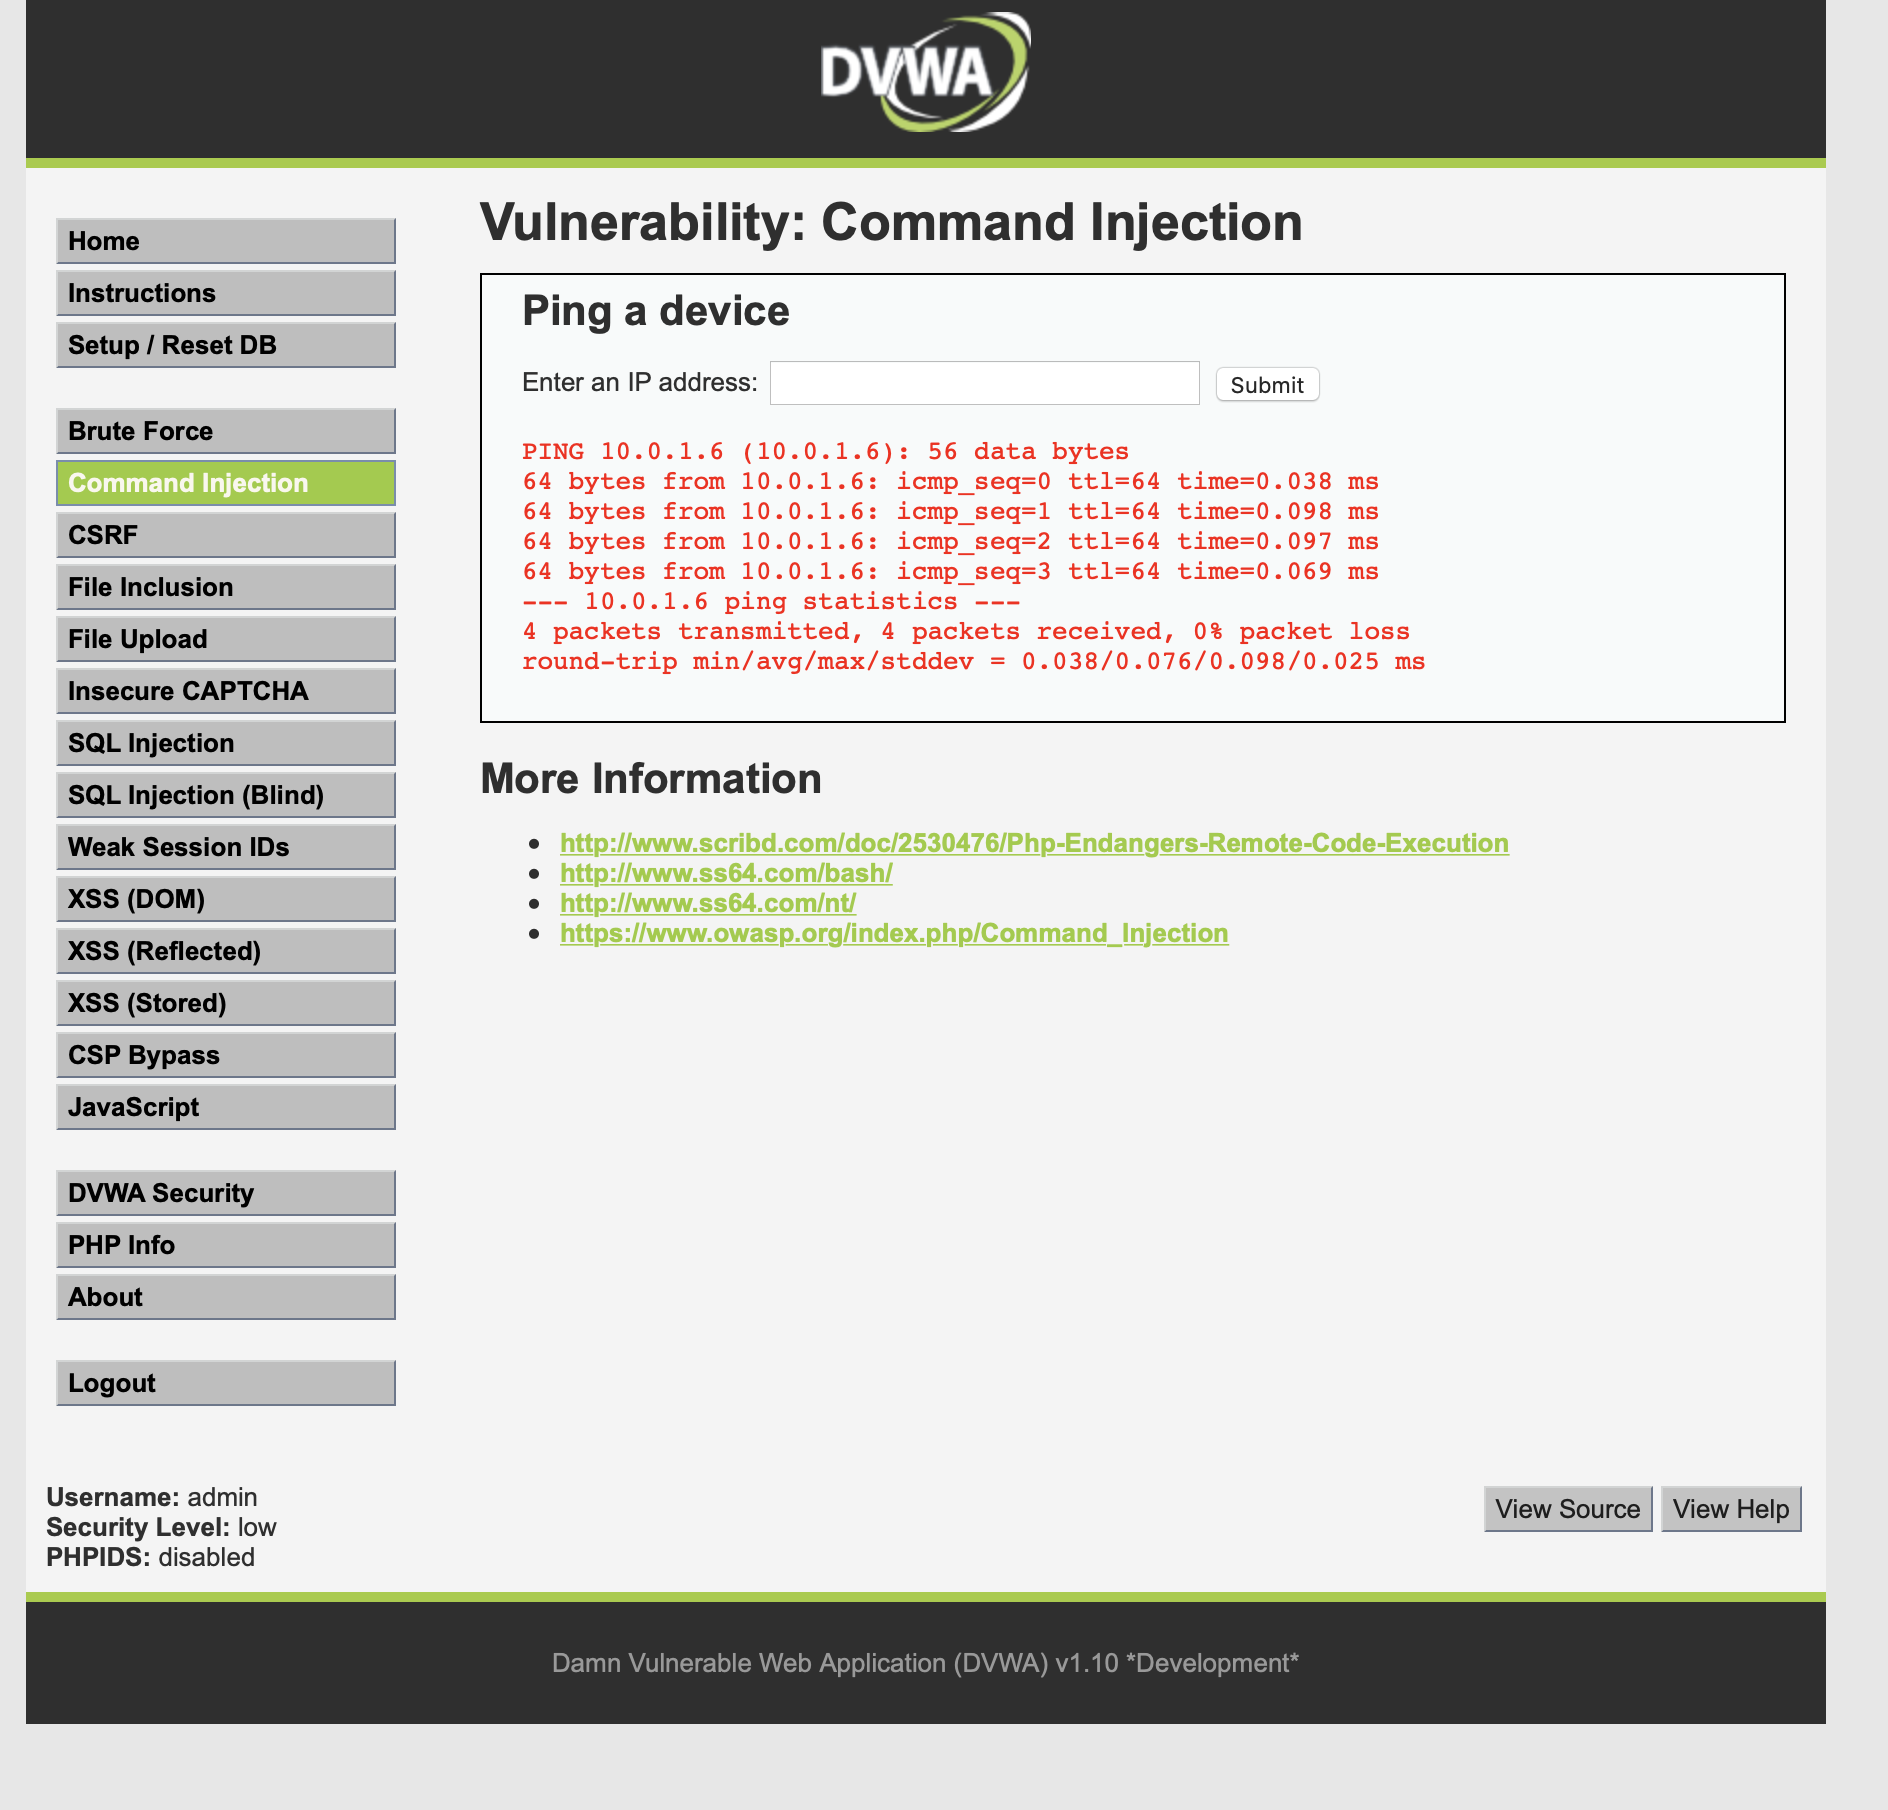 DVWA
Home
Instructions
Setup / Reset DB
Brute Force
Command Injection
CSRF
File Inclusion
File Upload
Insecure CAPTCHA
SQL Injection
SQL Injection (Blind)
Weak Session IDs
XSS (DOM)
XSS (Reflected)
XSS (Stored)
CSP Bypass
JavaScript
DVWA Security
PHP Info
About
Logout
Vulnerability: Command Injection
Ping a device
Enter an IP address: Submit
PING 10.0.1.6 (10.0.1.6): 56 data bytes
64 bytes from 10.0.1.6: icmp_seq=0 ttl=64 time=0.038 ms
64 bytes from 10.0.1.6: icmp_seq=1 ttl=64 time=0.098 ms
64 bytes from 10.0.1.6: icmp_seq=2 ttl=64 time=0.097 ms
64 bytes from 10.0.1.6: icmp_seq=3 ttl=64 time=0.069 ms
--- 10.0.1.6 ping statistics ---
4 packets transmitted, 4 packets received, 0% packet loss
round-trip min/avg/max/stddev = 0.038/0.076/0.098/0.025 ms
More Information
http://www.scribd.com/doc/2530476/Php-Endangers-Remote-Code-Execution
http://www.ss64.com/bash/
http://www.ss64.com/nt/
https://www.owasp.org/index.php/Command_Injection
Username: admin
Security Level: low
PHPIDS: disabled
View Source View Help
Damn Vulnerable Web Application (DVWA) v1.10 *Development*